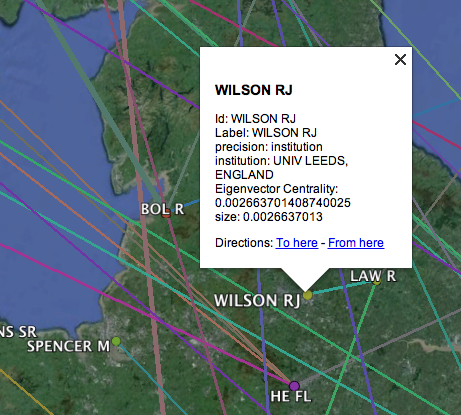 WILSON RJ
Id: WILSON RJ
Label: WILSON RJ
precision: institution
institution: UNIV LEEDS,
ENGLAND
Eigenvector Centrality:
0.002663701408740025
size: 0.0026637013
Directions: To here - From here
BOL R
LAW R
WILSON RJ
NS SR
SPENCER M
HE FL